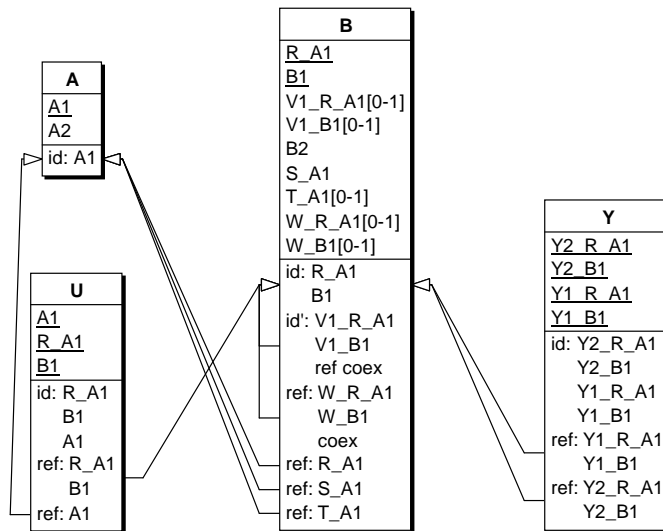 A
A1
A2
id: A1
U
A1
R_A1
B1
id: R_A1
B1
A1
ref: R_A1
B1
ref: A1
B
R_A1
B1
V1_R_A1[0-1]
V1_B1[0-1]
B2
S_A1
T_A1[0-1]
W_R_A1[0-1]
W_B1[0-1]
id: R_A1
B1
id': V1_R_A1
V1_B1
ref coex
ref: W_R_A1
W_B1
coex
ref: R_A1
ref: S_A1
ref: T_A1
Y
Y2_R_A1
Y2_B1
Y1_R_A1
Y1_B1
id: Y2_R_A1
Y2_B1
Y1_R_A1
Y1_B1
ref: Y1_R_A1
Y1_B1
ref: Y2_R_A1
Y2_B1